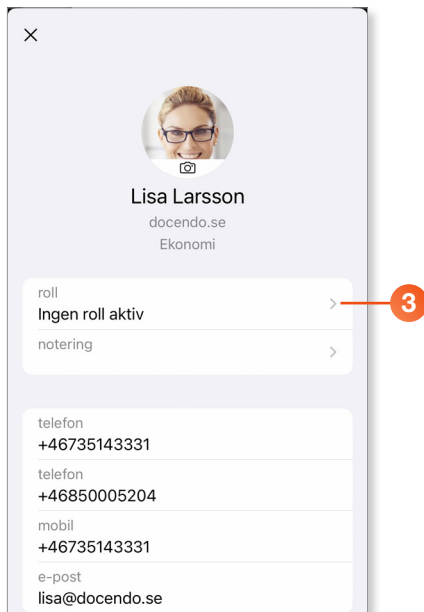 Lisa Larsson
docendo.se
Ekonomi
roll
Ingen roll aktiv
3
notering
telefon
+46735143331
telefon
+46850005204
mobil
+46735143331
e-post
lisa@docendo.se